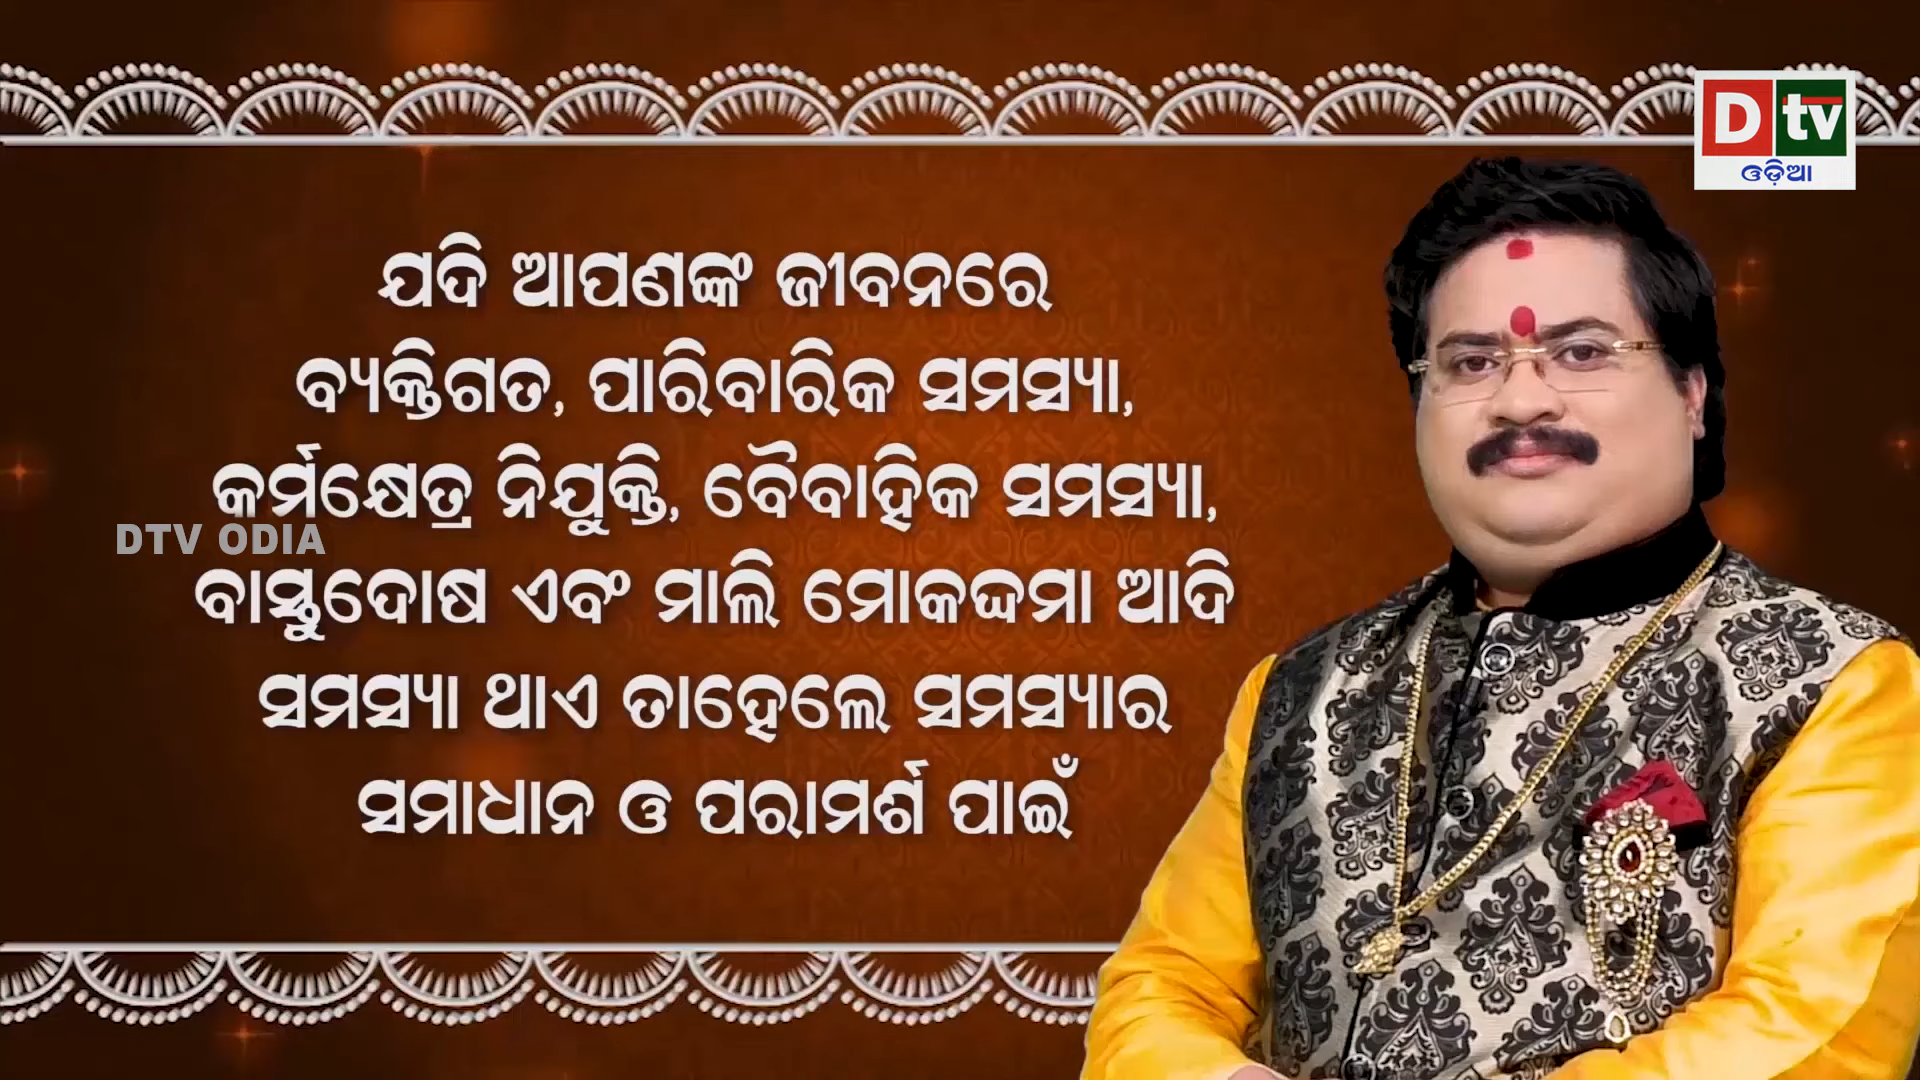 D tv
ଓଡ଼ିଆ
ଯଦି ଆପଣଙ୍କ ଜୀବନରେ
ବ୍ୟକ୍ତିଗତ, ପାରିବାରିକ ସମସ୍ୟା,
କର୍ମକ୍ଷେତ୍ର ନିଯୁକ୍ତି, ବୈବାହିକ ସମସ୍ୟା,
DTV ODIA
ବାସ୍ତୁଦୋଷ ଏବଂ ମାଲି ମୋକଦ୍ଦମା ଆଦି
ସମସ୍ୟା ଥାଏ ତାହେଲେ ସମସ୍ୟାର
ସମାଧାନ ଓ ପରାମର୍ଶ ପାଇଁ